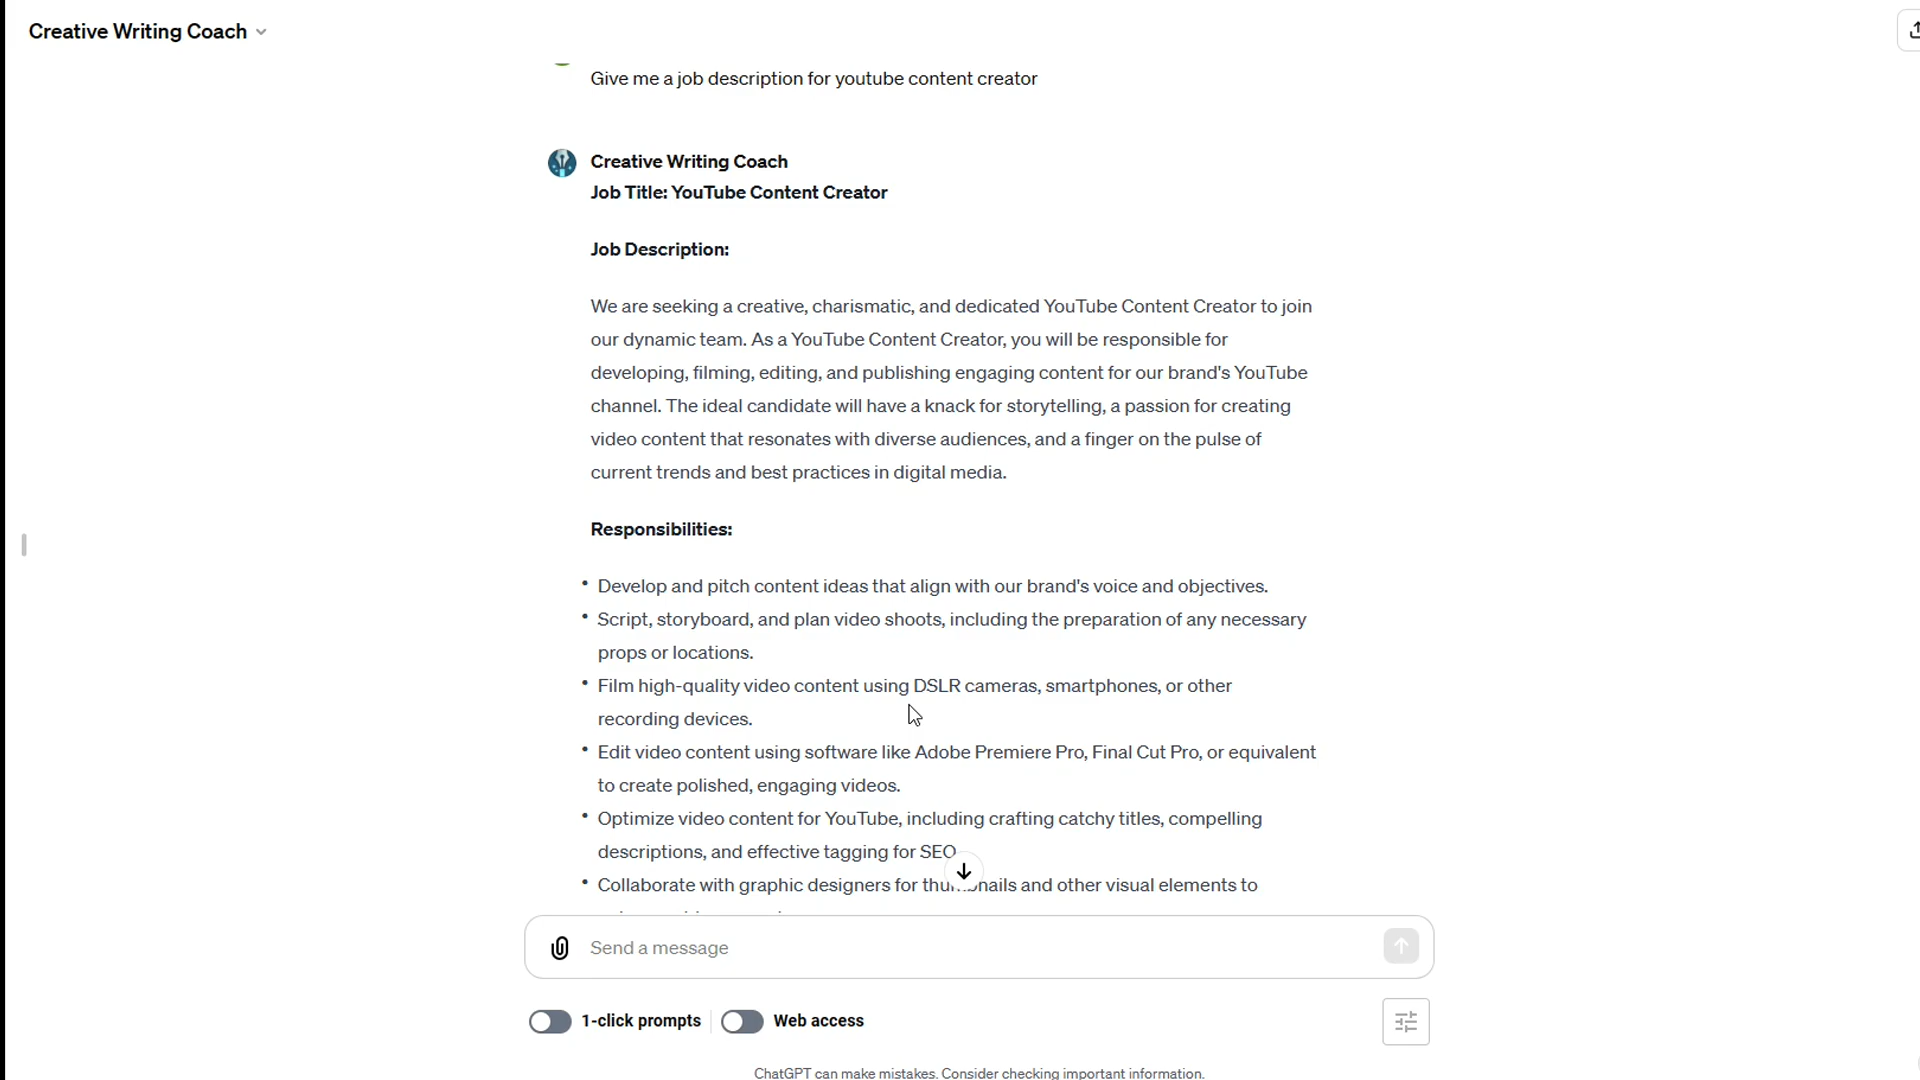 Creative Writing Coach
Give me a job description for youtube content creator
Creative Writing Coach
Job Title: YouTube Content Creator
Job Description:
We are seeking a creative, charismatic, and dedicated YouTube Content Creator to join
our dynamic team. As a YouTube Content Creator, you will be responsible for
developing, filming, editing, and publishing engaging content for our brand's YouTube
channel. The ideal candidate will have a knack for storytelling, a passion for creating
video content that resonates with diverse audiences, and a finger on the pulse of
current trends and best practices in digital media.
Responsibilities:
• Develop and pitch content ideas that align with our brand's voice and objectives.
• Script, storyboard, and plan video shoots, including the preparation of any necessary
props or locations.
• Film high-quality video content using DSLR cameras, smartphones, or other
recording devices.
• Edit video content using software like Adobe Premiere Pro, Final Cut Pro, or equivalent
to create polished, engaging videos.
• Optimize video content for YouTube, including crafting catchy titles, compelling
descriptions, and effective tagging for SEO
• Collaborate with graphic designers for thumbnails and other visual elements to
Send a message
1-click prompts
Web access
ChatGPT can make mistakes. Consider checking important information.